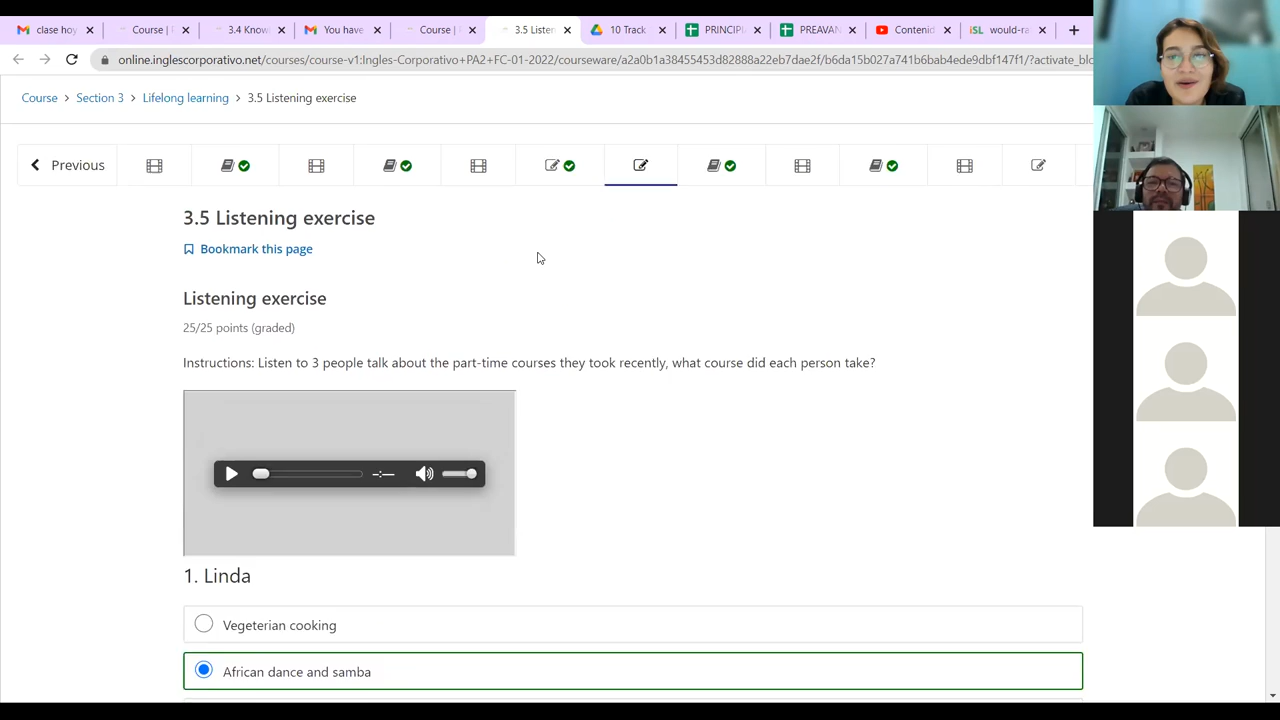 clase hoy
Course |
3.4 Know
You have
Course |
3.5 Listen
10 Track
PRINCIPI
PREAVAN
Contenid
iSL would-ra
online.inglescorporativo.net/courses/course-v1:Ingles-Corporativo+PA2+FC-01-2022/courseware/a2a0b1a38455453d82888a22eb7dae2f/b6da15b027a741b6bab4ede9dbf147f1/?activate_blo
Course > Section 3 > Lifelong learning > 3.5 Listening exercise
Previous
3.5 Listening exercise
Bookmark this page
Listening exercise
25/25 points (graded)
Instructions: Listen to 3 people talk about the part-time courses they took recently, what course did each person take?
-:--
1. Linda
Vegeterian cooking
African dance and samba